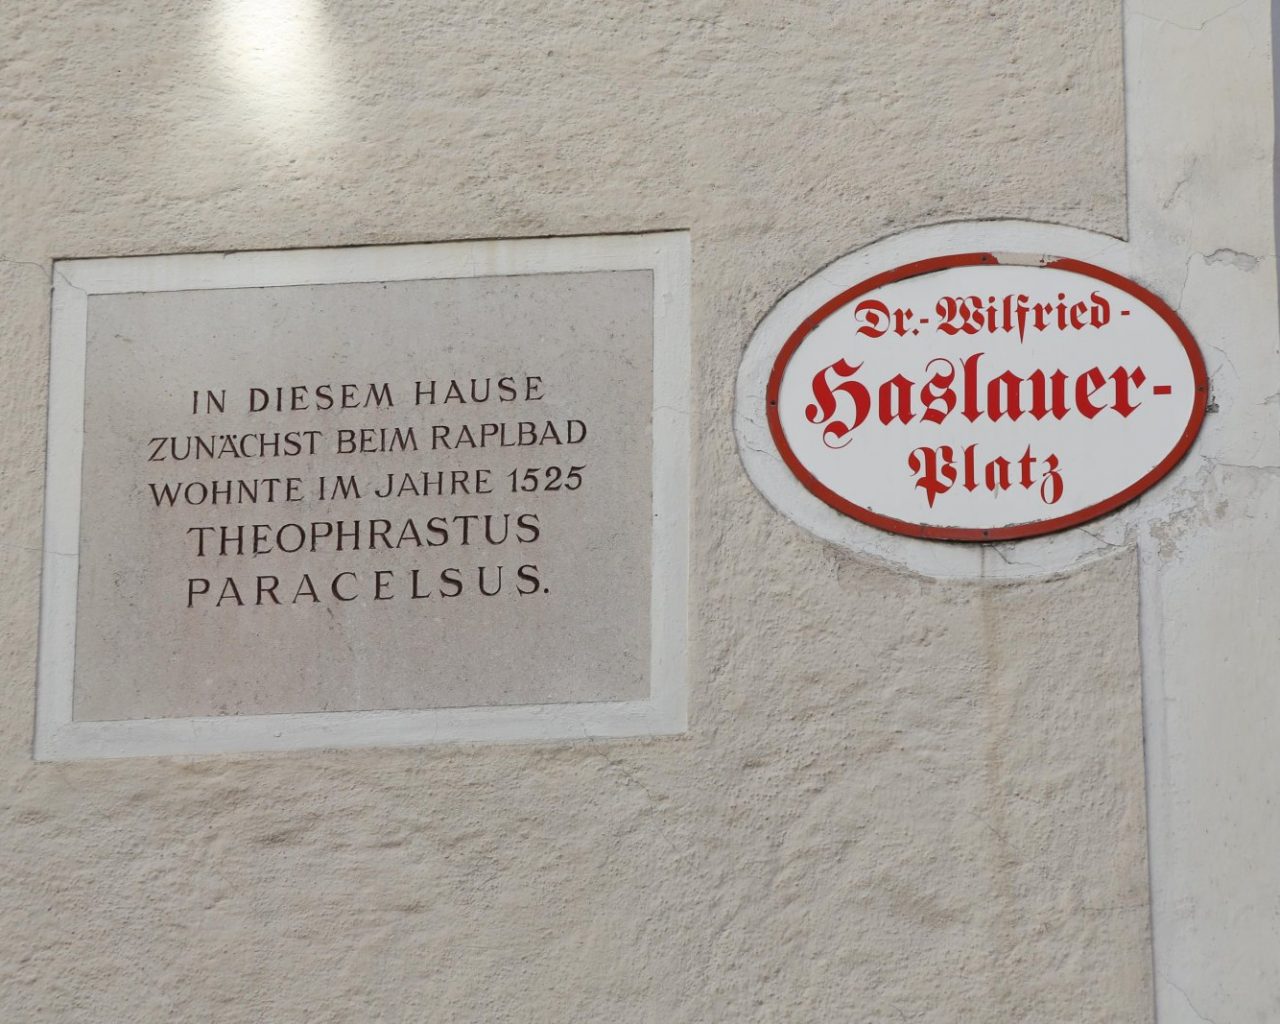 IN DIESEM HAUSE
ZUNÄCHST BEIM RAPLBAD
WOHNTE IM JAHRE 1525
THEOPHRASTUS
PARACELSUS.
Dr.-Wilfried-
Haslauer-
Platz